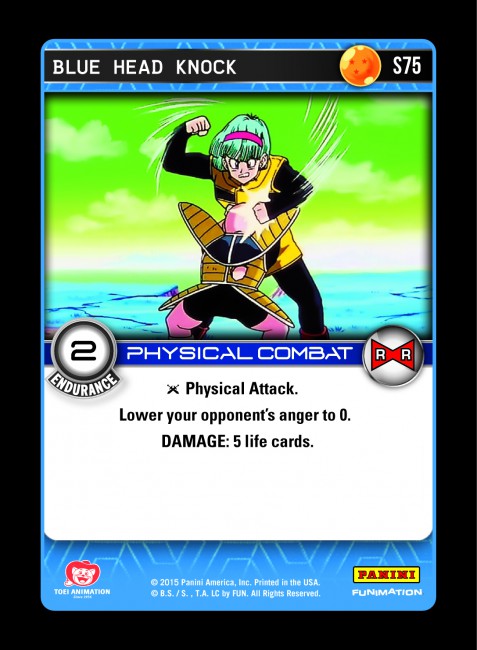 BLUE HEAD KNOCK S75
2 PHYSICAL COMBAT R R
ENDURANCE
Physical Attack.
Lower your opponent's anger to 0.
DAMAGE: 5 life cards.
TOEI ANIMATION
© 2015 Panini America, Inc. Printed in the USA.
© B.S. / S. , T.A. LC by FUN. All Rights Reserved.
PANINI
FUNIMATION